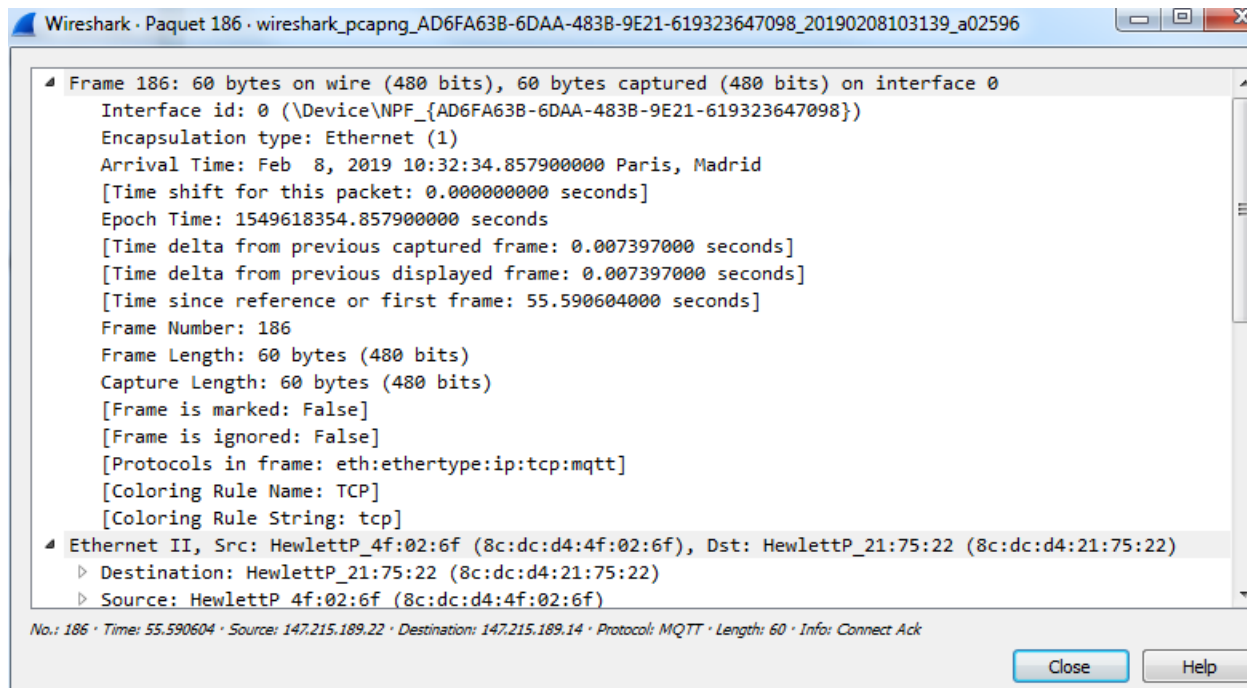 Wireshark · Paquet 186 · wireshark_pcapng_AD6FA63B-6DAA-483B-9E21-619323647098_20190208103139_a02596
Frame 186: 60 bytes on wire (480 bits), 60 bytes captured (480 bits) on interface 0
Interface id: 0 (\Device\NPF_{AD6FA63B-6DAA-483B-9E21-619323647098})
Encapsulation type: Ethernet (1)
Arrival Time: Feb  8, 2019 10:32:34.857900000 Paris, Madrid
[Time shift for this packet: 0.000000000 seconds]
Epoch Time: 1549618354.857900000 seconds
[Time delta from previous captured frame: 0.007397000 seconds]
[Time delta from previous displayed frame: 0.007397000 seconds]
[Time since reference or first frame: 55.590604000 seconds]
Frame Number: 186
Frame Length: 60 bytes (480 bits)
Capture Length: 60 bytes (480 bits)
[Frame is marked: False]
[Frame is ignored: False]
[Protocols in frame: eth:ethertype:ip:tcp:mqtt]
[Coloring Rule Name: TCP]
[Coloring Rule String: tcp]
Ethernet II, Src: HewlettP_4f:02:6f (8c:dc:d4:4f:02:6f), Dst: HewlettP_21:75:22 (8c:dc:d4:21:75:22)
Destination: HewlettP_21:75:22 (8c:dc:d4:21:75:22)
Source: HewlettP_4f:02:6f (8c:dc:d4:4f:02:6f)
No.: 186 · Time: 55.590604 · Source: 147.215.189.22 · Destination: 147.215.189.14 · Protocol: MQTT · Length: 60 · Info: Connect Ack
Close Help